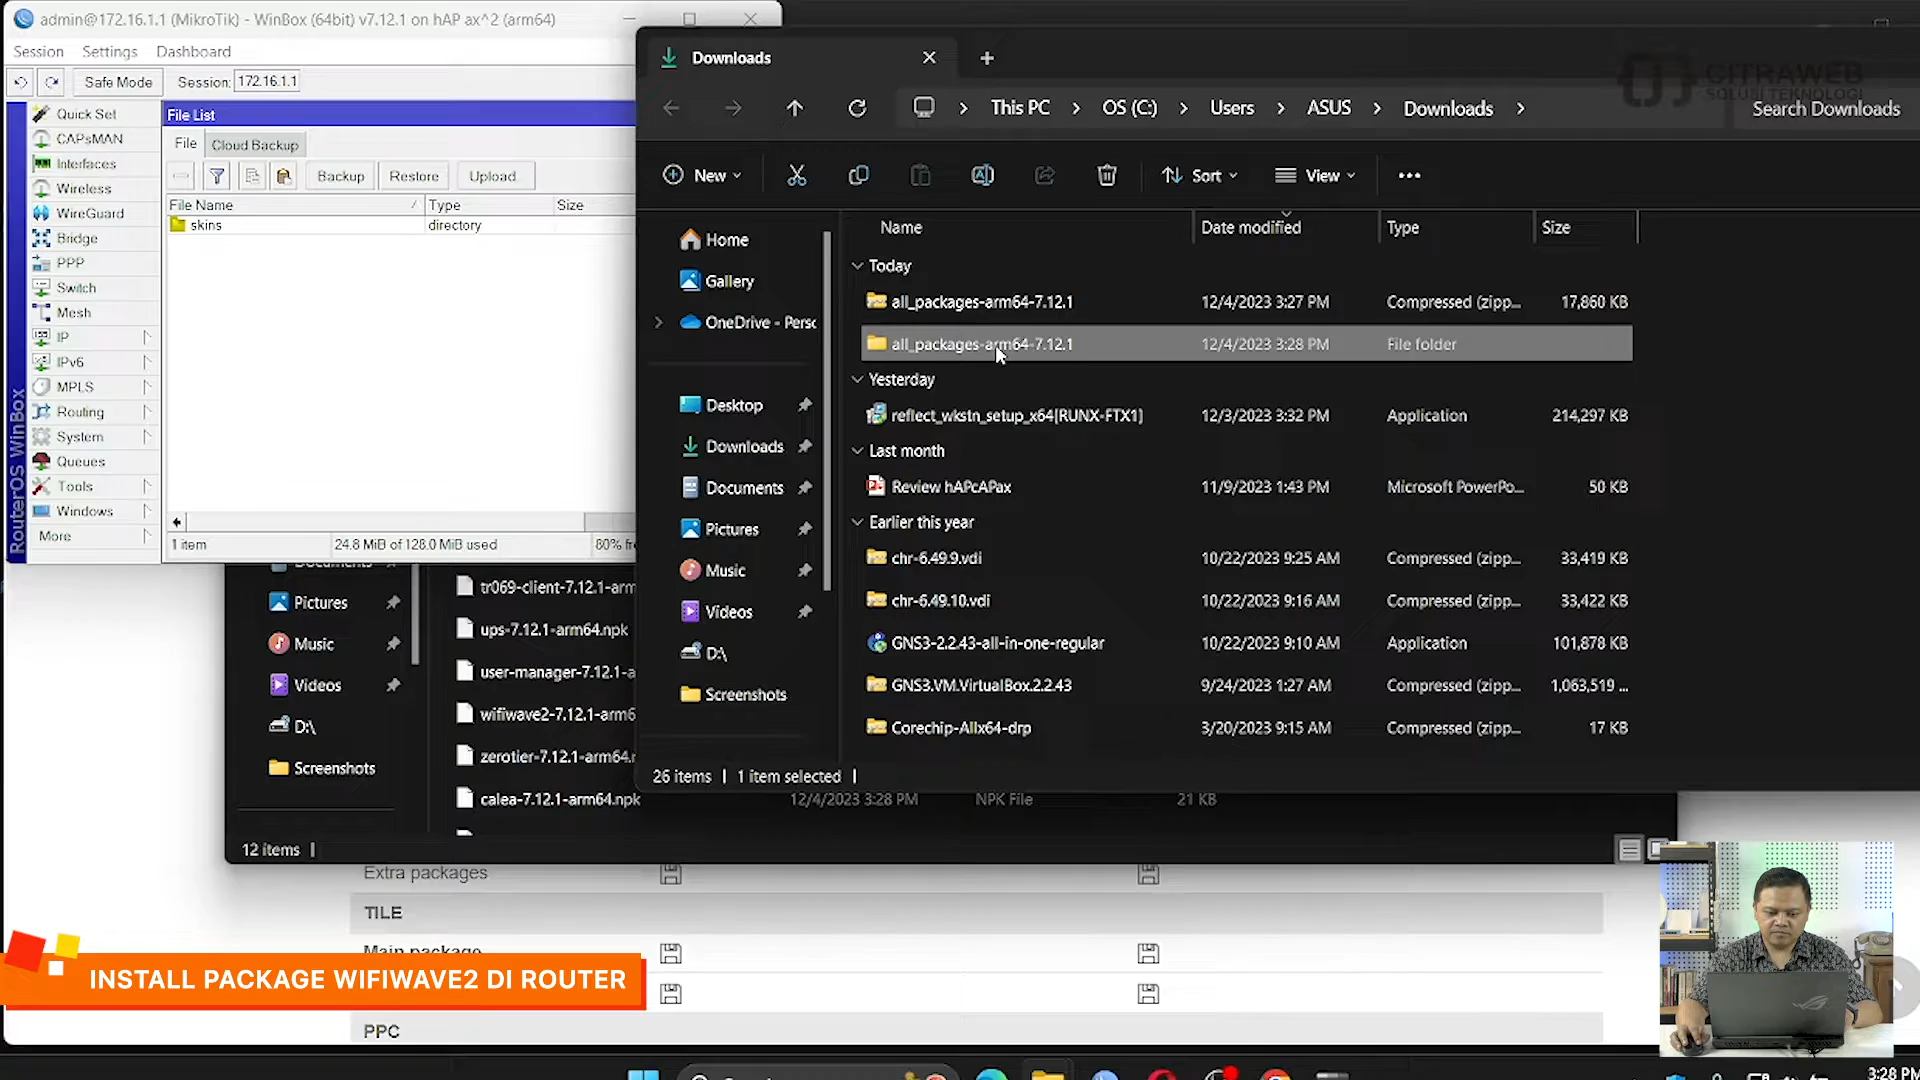 admin@172.16.1.1 (MikroTik) - WinBox (64bit) v7.12.1 on hAP ax^2 (arm64)
Session Settings Dashboard
Safe Mode Session: 172.16.1.1
RouterOS WinBox
Quick Set
CAPsMAN
Interfaces
Wireless
WireGuard
Bridge
PPP
Switch
Mesh
IP
IPv6
MPLS
Routing
System
Queues
Tools
Windows
More
File List
File Cloud Backup
Backup Restore Upload
File Name Type Size
skins directory
1 item 24.8 MiB of 128.0 MiB used 80% fr
Downloads
This PC > OS (C:) > Users > ASUS > Downloads >
Search Downloads
CITRAWEB
SOLUSI TEKNOLOGI
New Sort View
Home
Gallery
OneDrive - Perso
Desktop
Downloads
Documents
Pictures
Music
Videos
D:\
Screenshots
Name Date modified Type Size
Today
all_packages-arm64-7.12.1 12/4/2023 3:27 PM Compressed (zipp... 17,860 KB
all_packages-arm64-7.12.1 12/4/2023 3:28 PM File folder
Yesterday
reflect_wkstn_setup_x64[RUNX-FTX1] 12/3/2023 3:32 PM Application 214,297 KB
Last month
Review hAPcAPax 11/9/2023 1:43 PM Microsoft PowerPo... 50 KB
Earlier this year
chr-6.49.9.vdi 10/22/2023 9:25 AM Compressed (zipp... 33,419 KB
chr-6.49.10.vdi 10/22/2023 9:16 AM Compressed (zipp... 33,422 KB
GNS3-2.2.43-all-in-one-regular 10/22/2023 9:10 AM Application 101,878 KB
GNS3.VM.VirtualBox.2.2.43 9/24/2023 1:27 AM Compressed (zipp... 1,063,519 ...
Corechip-Allx64-drp 3/20/2023 9:15 AM Compressed (zipp... 17 KB
26 items | 1 item selected |
Documents
Pictures
Music
Videos
D:\
Screenshots
tr069-client-7.12.1-arm
ups-7.12.1-arm64.npk
user-manager-7.12.1-a
wifiwave2-7.12.1-arm6
zerotier-7.12.1-arm64.r
calea-7.12.1-arm64.npk 12/4/2023 3:28 PM NPK File 21 KB
12 items |
Extra packages
TILE
Main package
PPC
INSTALL PACKAGE WIFIWAVE2 DI ROUTER
3:28 PM